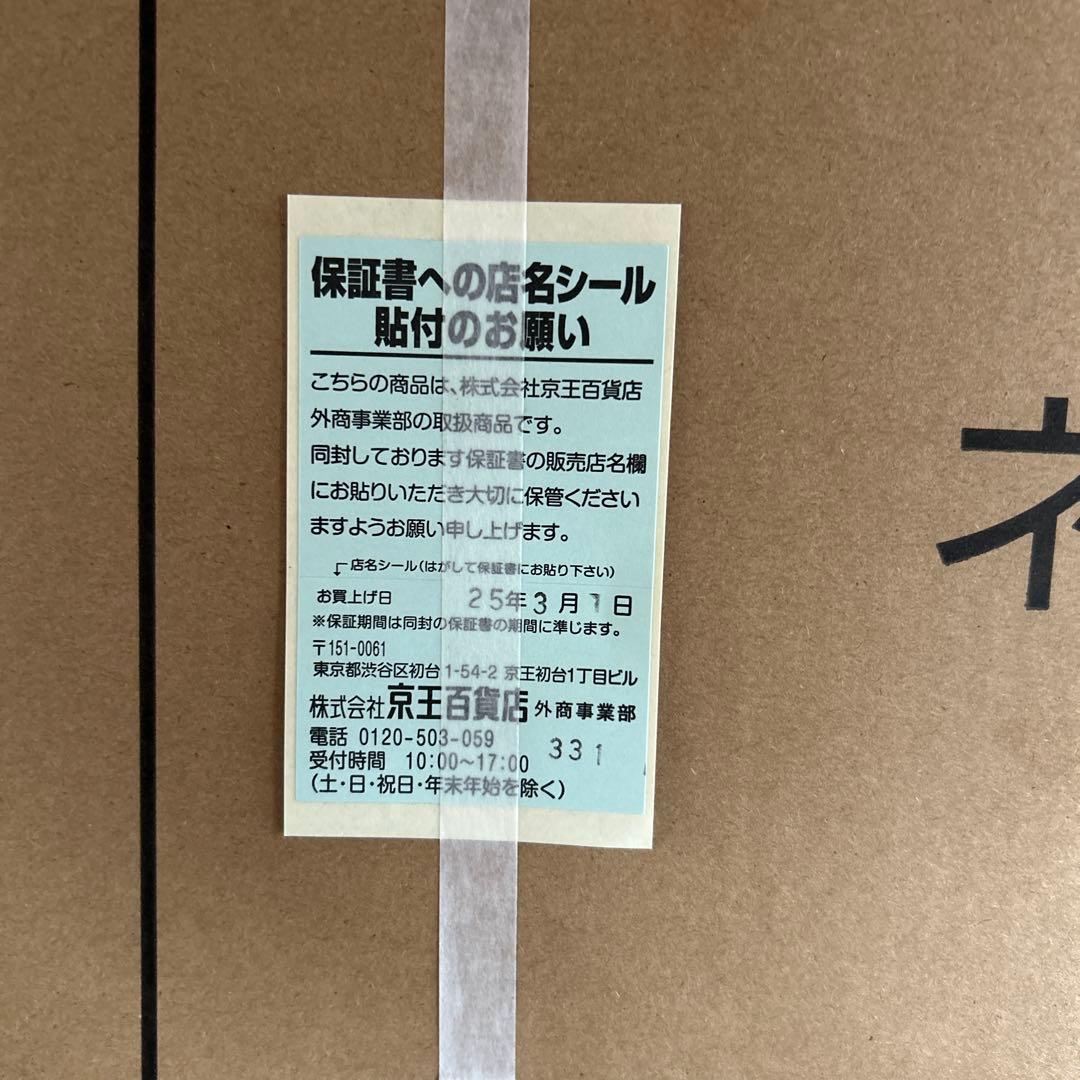 保証書への店名シール
貼付のお願い
こちらの商品は、株式会社京王百貨店
外商事業部の取扱商品です。
同封しております保証書の販売店名欄
にお貼りいただき大切に保管ください
ますようお願い申し上げます。
店名シール(はがして保証書にお貼り下さい)
お買上げ日 25年3月1日
※保証期間は同封の保証書の期間に準じます。
〒151-0061
東京都渋谷区初台1-54-2 京王初台1丁目ビル
株式会社京王百貨店 外商事業部
電話 0120-503-059 331
受付時間 10:00~17:00
(土・日・祝日・年末年始を除く)